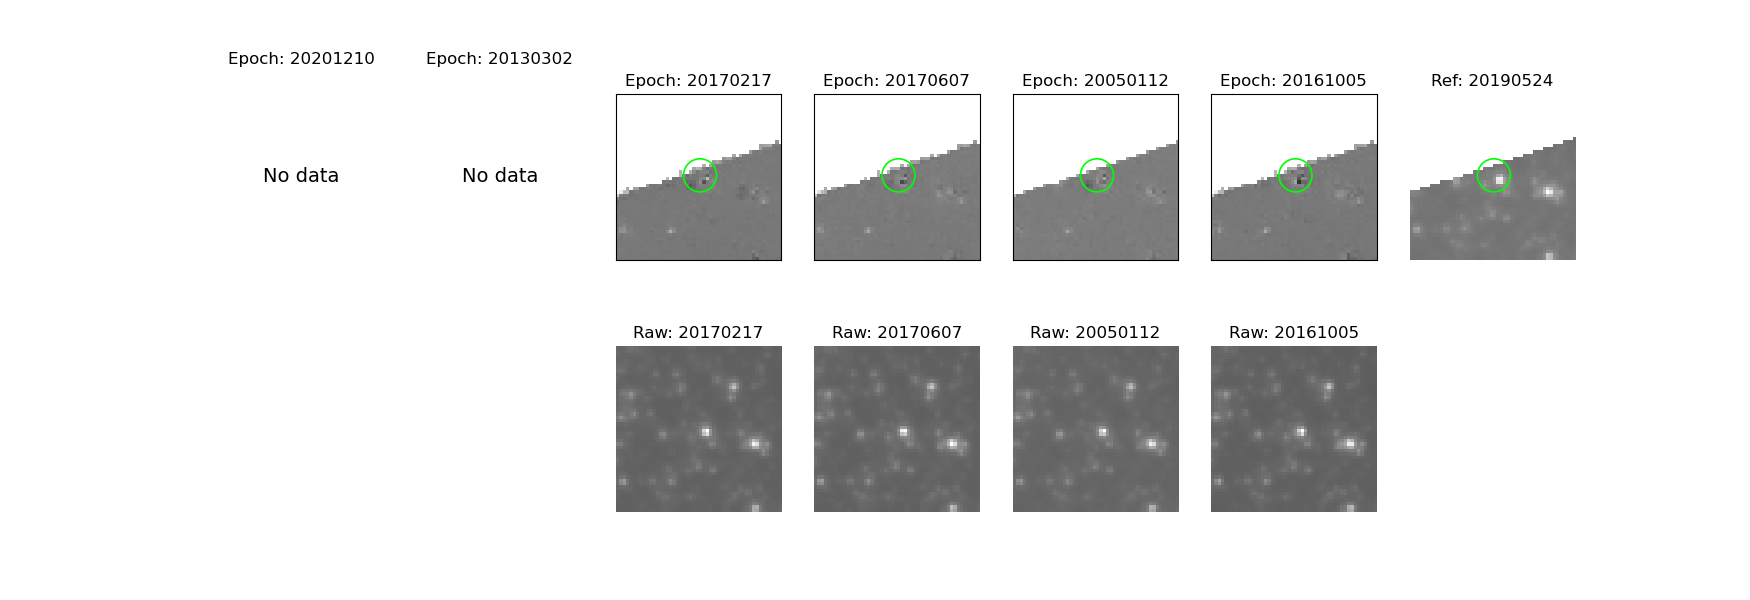 Epoch: 20201210
Epoch: 20130302
Epoch: 20170217
Epoch: 20170607
Epoch: 20050112
Epoch: 20161005
Ref: 20190524
No data
No data
Raw: 20170217
Raw: 20170607
Raw: 20050112
Raw: 20161005